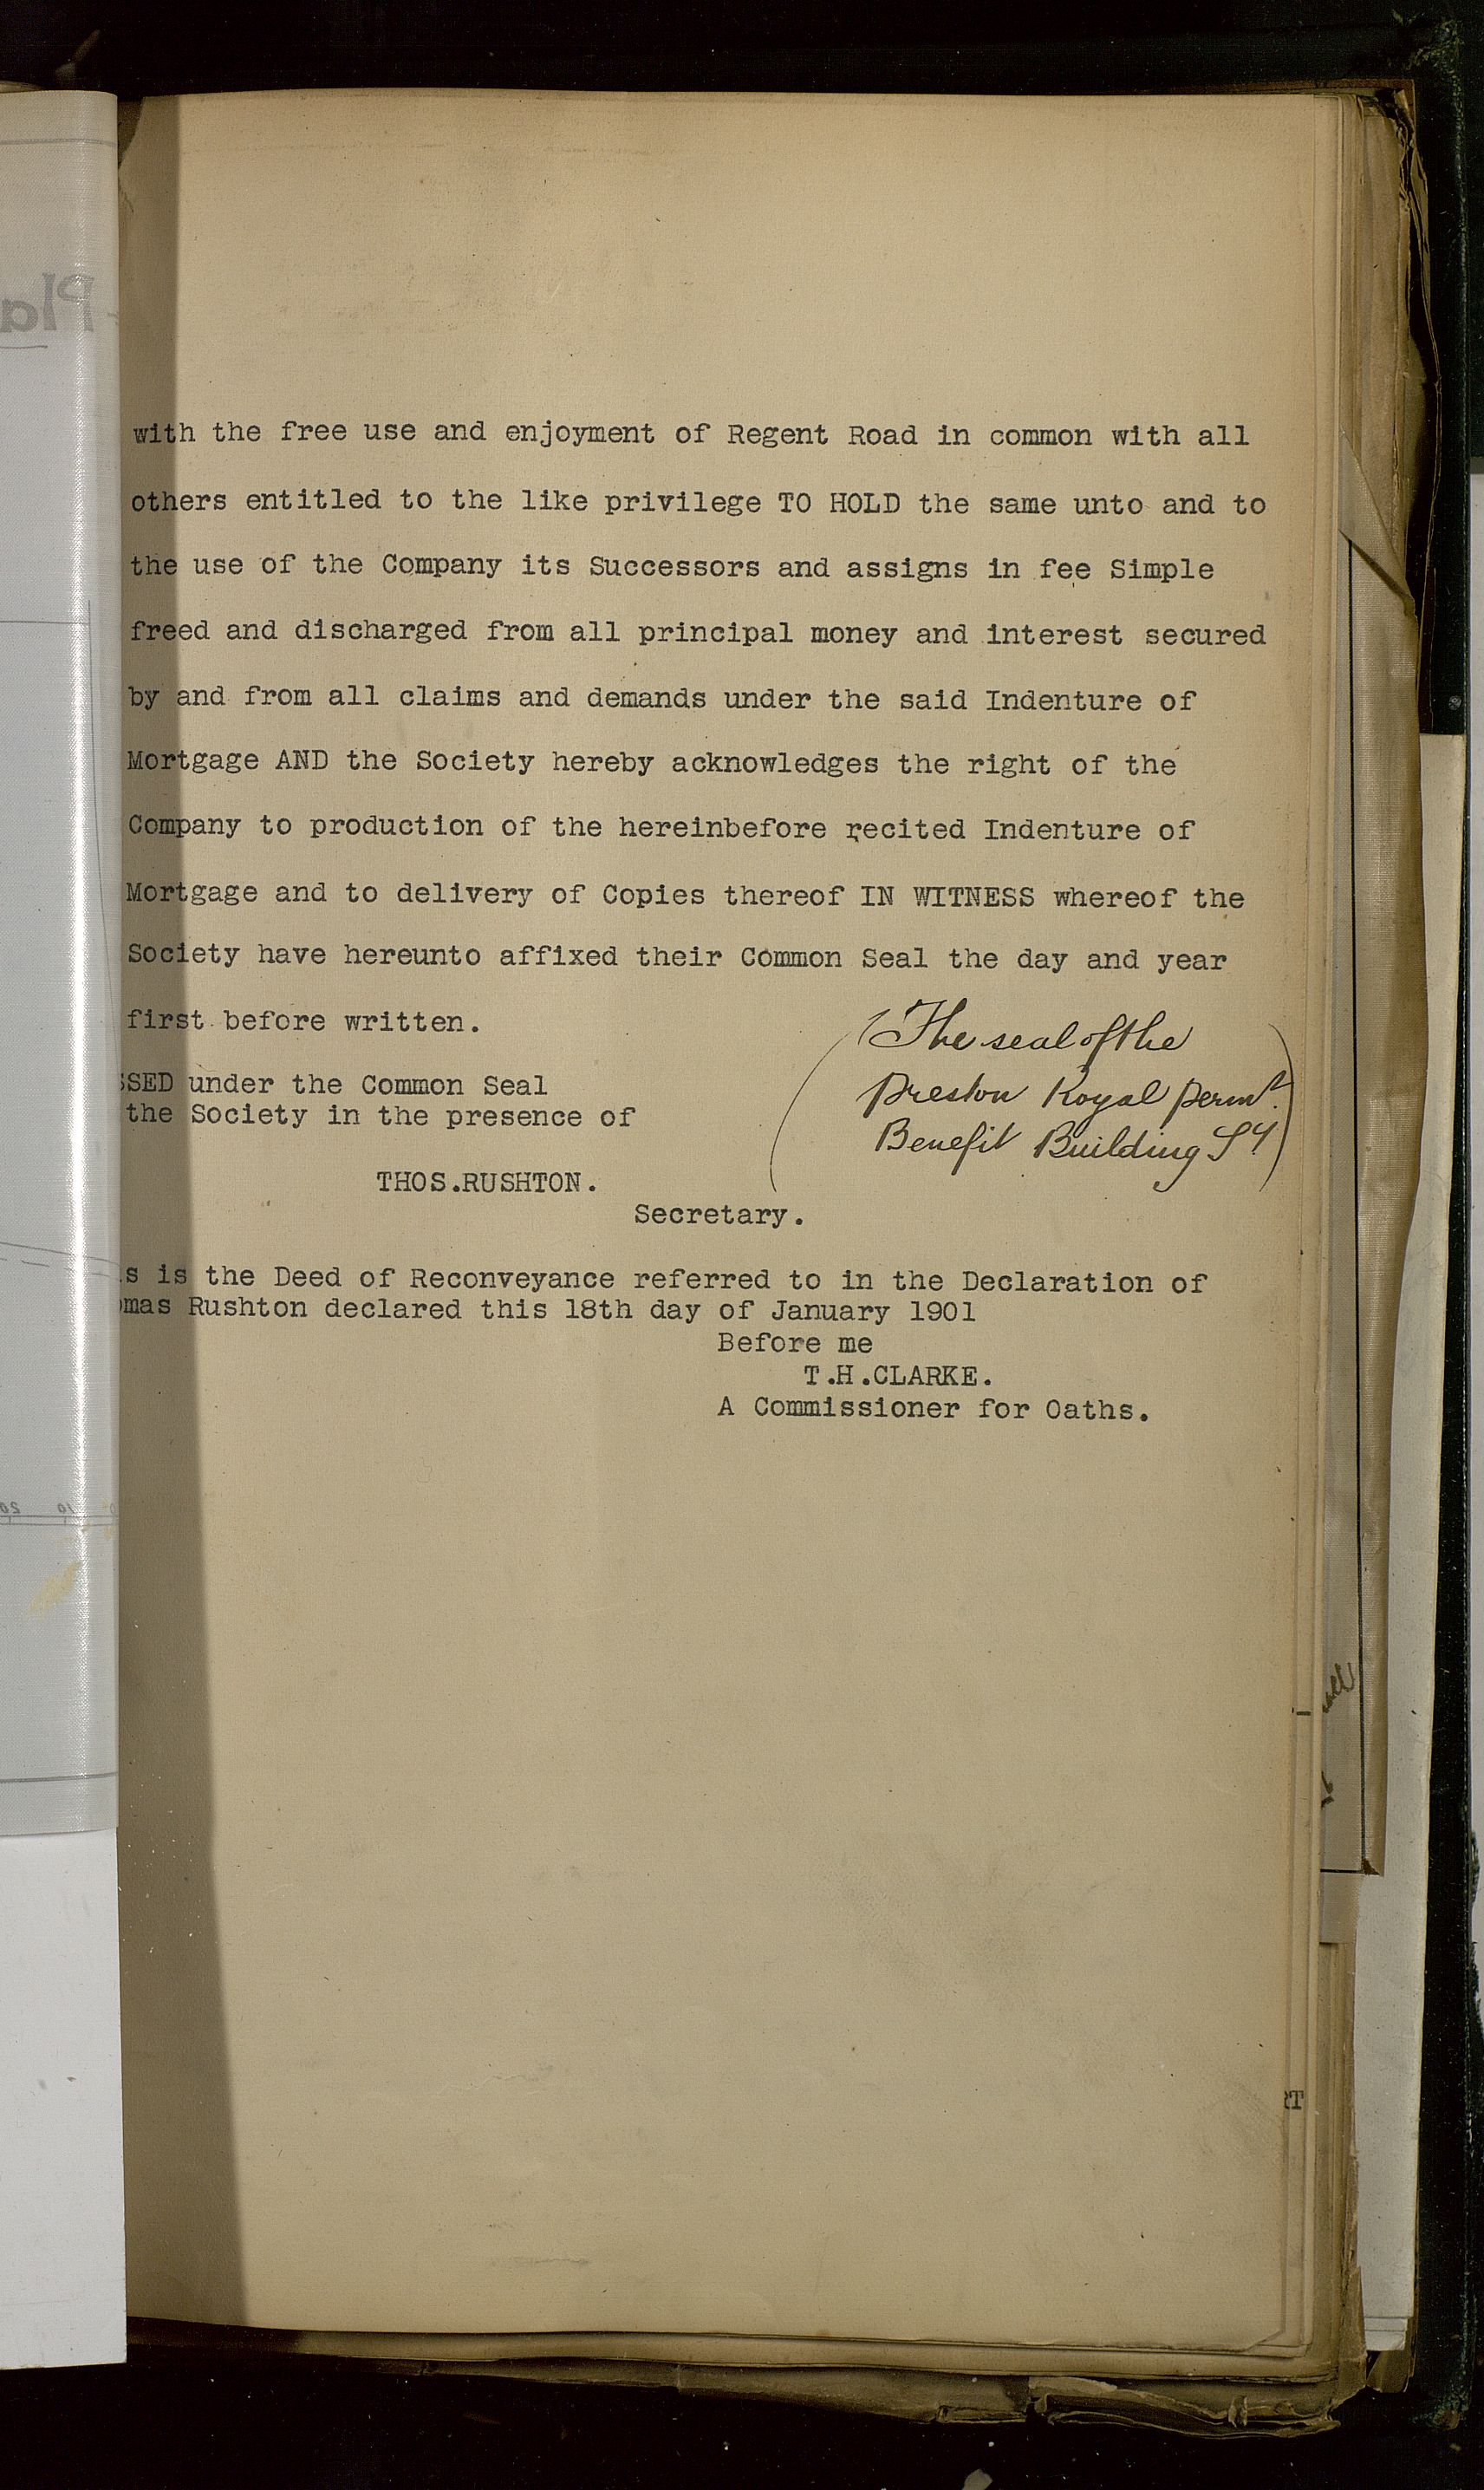 with the free use and enjoyment of Regent Road in common with all
others entitled to the like privilege TO HOLD the same unto and to
the use of the Company its Successors and assigns in fee Simple
freed and discharged from all principal money and interest secured
by and from all claims and demands under the said Indenture of
Mortgage AND the Society hereby acknowledges the right of the
Company to production of the hereinbefore recited Indenture of
Mortgage and to delivery of Copies thereof IN WITNESS whereof the
Society have hereunto affixed their Common Seal the day and year
first before written.
The seal of the
Preston Royal Permt.
Benefit Building Sy.
SSED under the Common Seal
the Society in the presence of
THOS.RUSHTON.
Secretary.
s is the Deed of Reconveyance referred to in the Declaration of
omas Rushton declared this 18th day of January 1901
Before me
T.H.CLARKE.
A Commissioner for Oaths.
Pla
10 20
RT